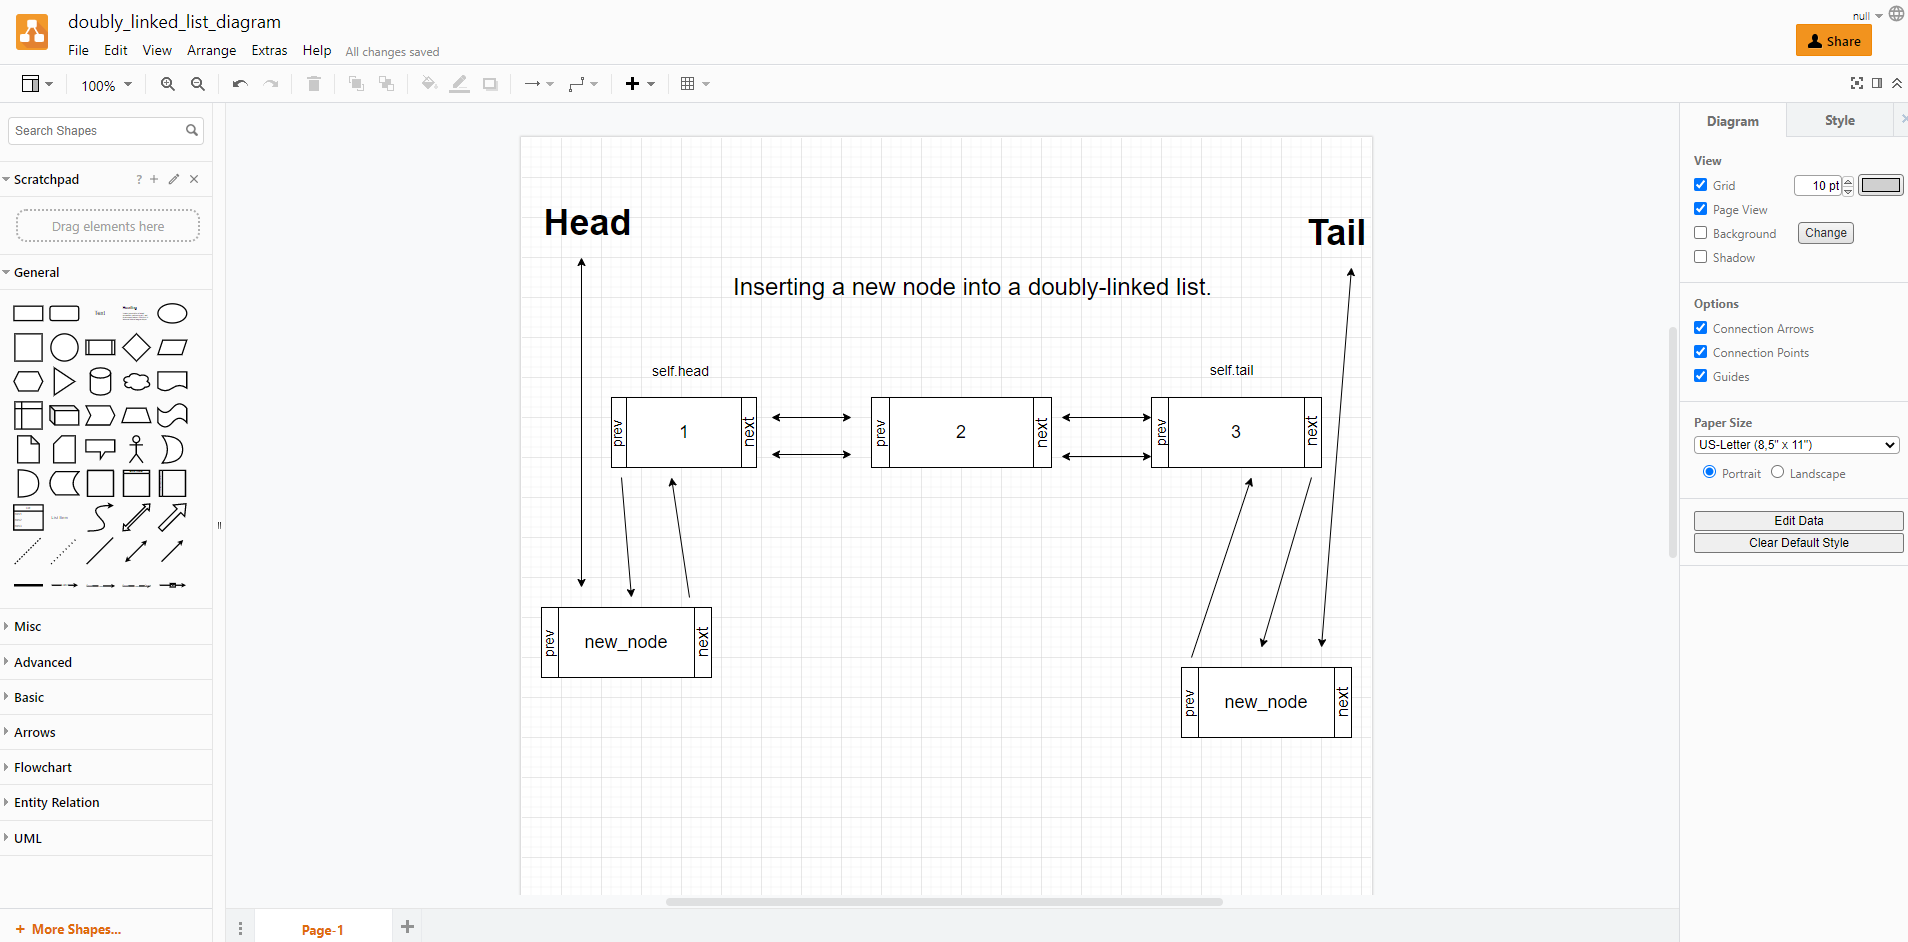 doubly_linked_list_diagram
null
File Edit View Arrange Extras Help All changes saved
Share
100%
Search Shapes
Scratchpad
?
Drag elements here
General
Text
Heading
Misc
Advanced
Basic
Arrows
Flowchart
Entity Relation
UML
+ More Shapes...
Head
Tail
Inserting a new node into a doubly-linked list.
self.head
self.tail
prev 1 next
prev 2 next
prev 3 next
prev new_node next
prev new_node next
Page-1
Diagram
Style
View
Grid
10 pt
Page View
Background
Change
Shadow
Options
Connection Arrows
Connection Points
Guides
Paper Size
US-Letter (8,5" x 11")
Portrait Landscape
Edit Data
Clear Default Style